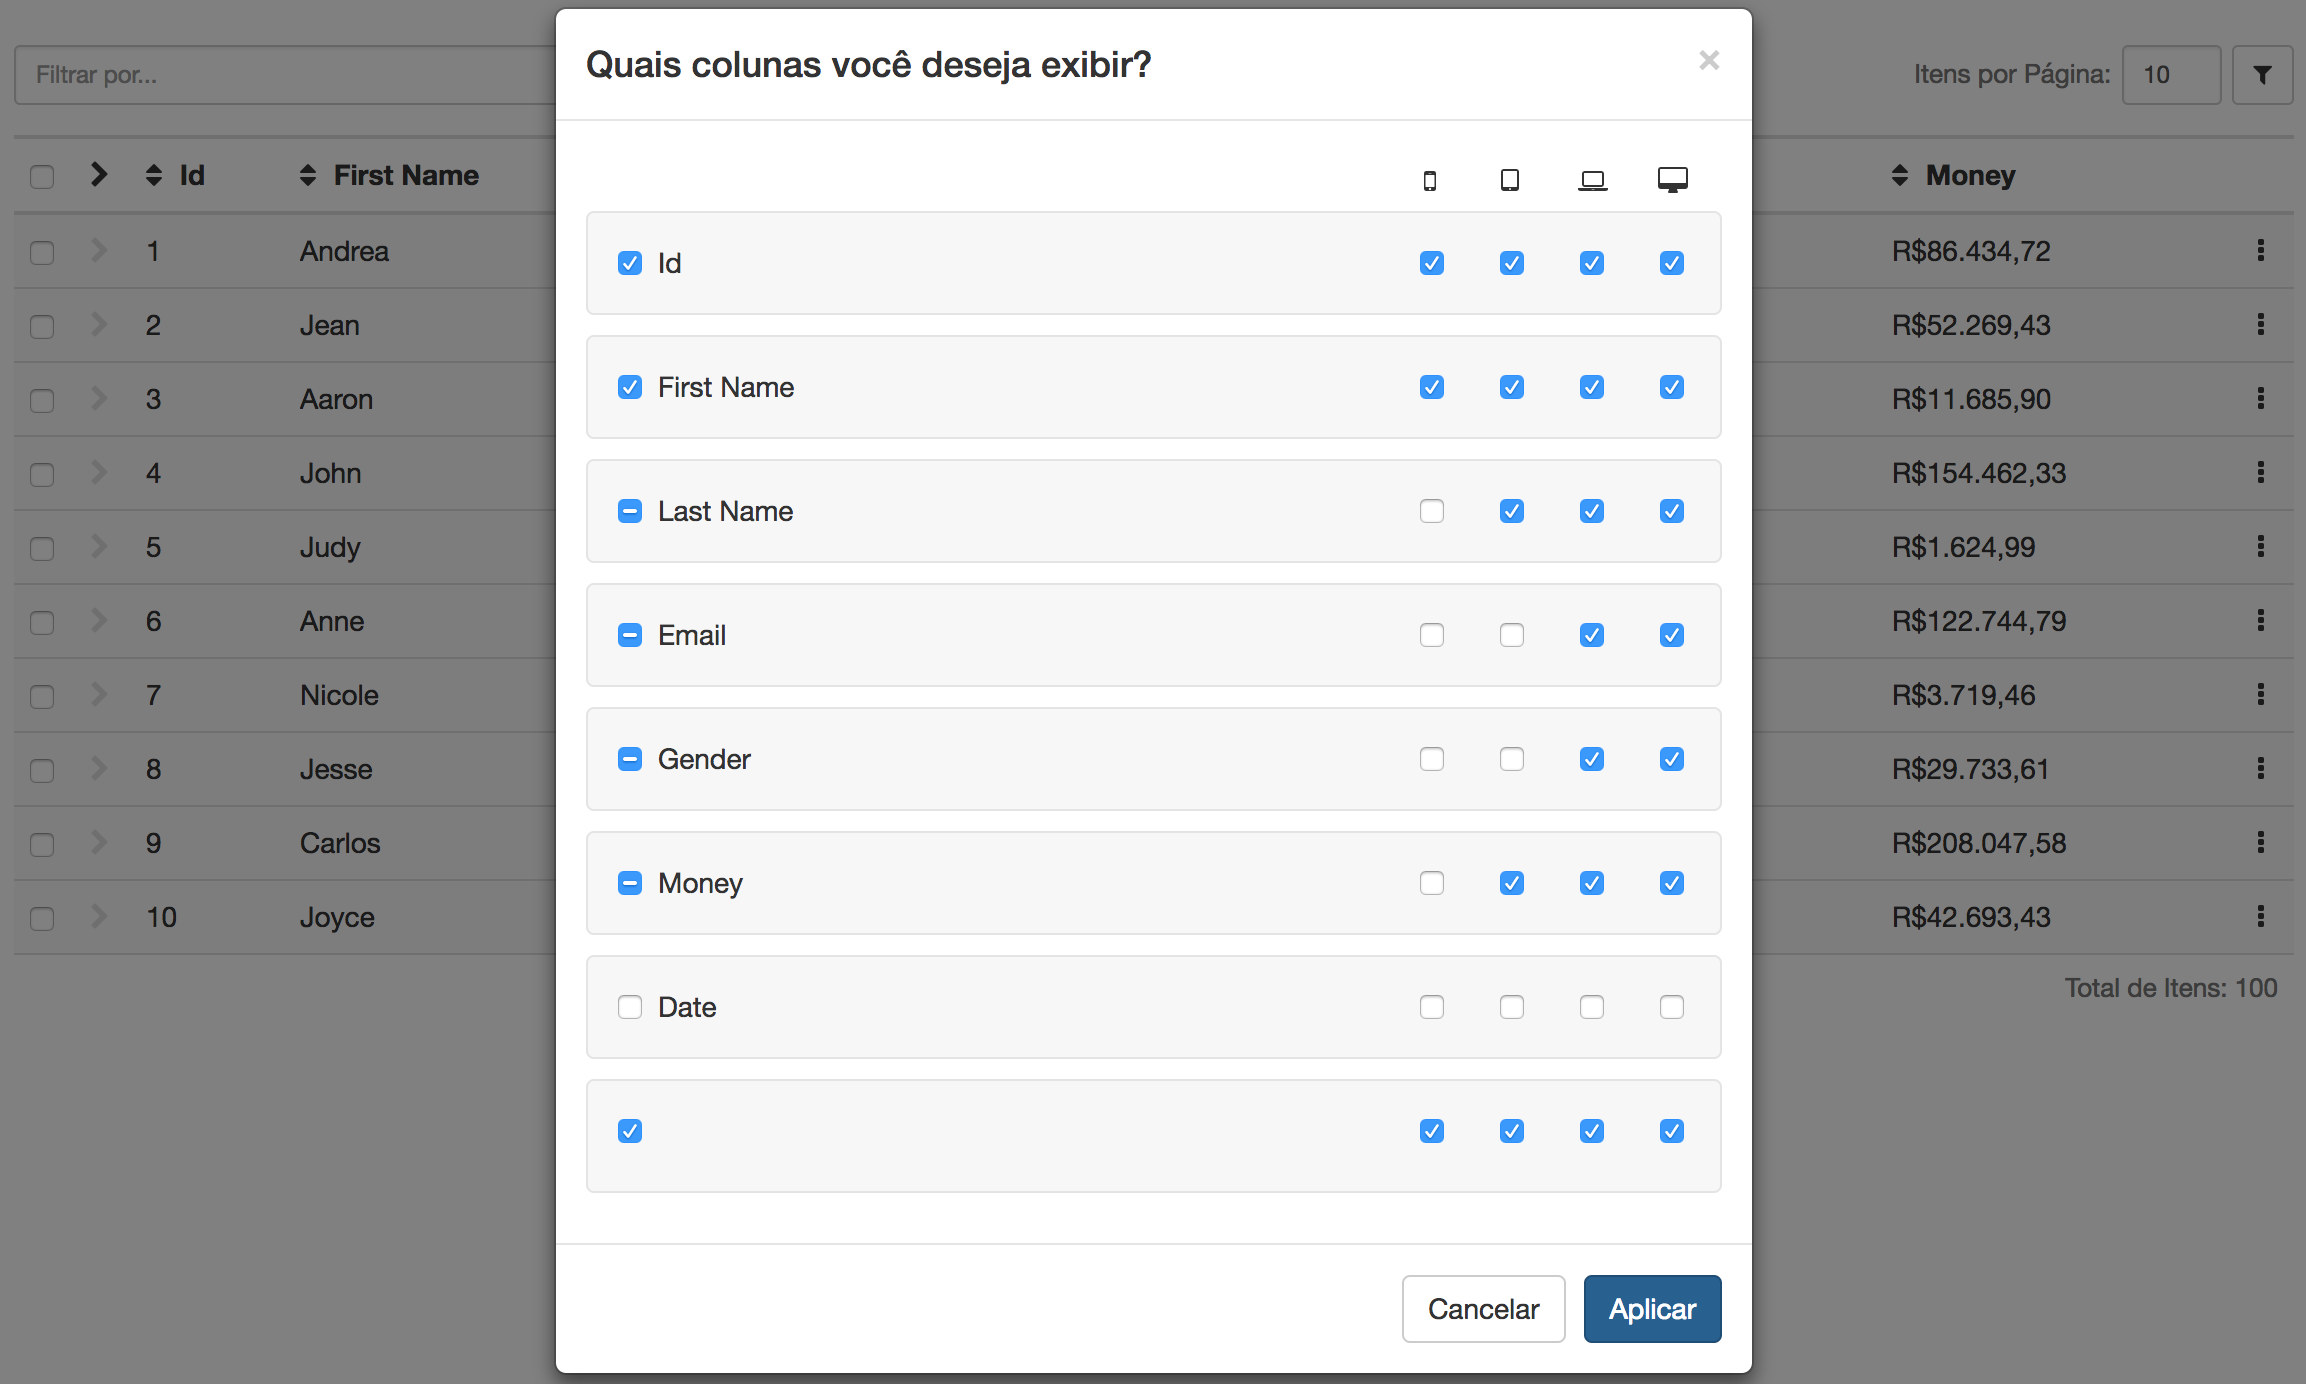 Quais colunas você deseja exibir?
×
Id
First Name
Last Name
Email
Gender
Money
Date
Cancelar
Aplicar
Filtrar por...
Itens por Página: 10
Id First Name Money
1 Andrea R$86.434,72
2 Jean R$52.269,43
3 Aaron R$11.685,90
4 John R$154.462,33
5 Judy R$1.624,99
6 Anne R$122.744,79
7 Nicole R$3.719,46
8 Jesse R$29.733,61
9 Carlos R$208.047,58
10 Joyce R$42.693,43
Total de Itens: 100